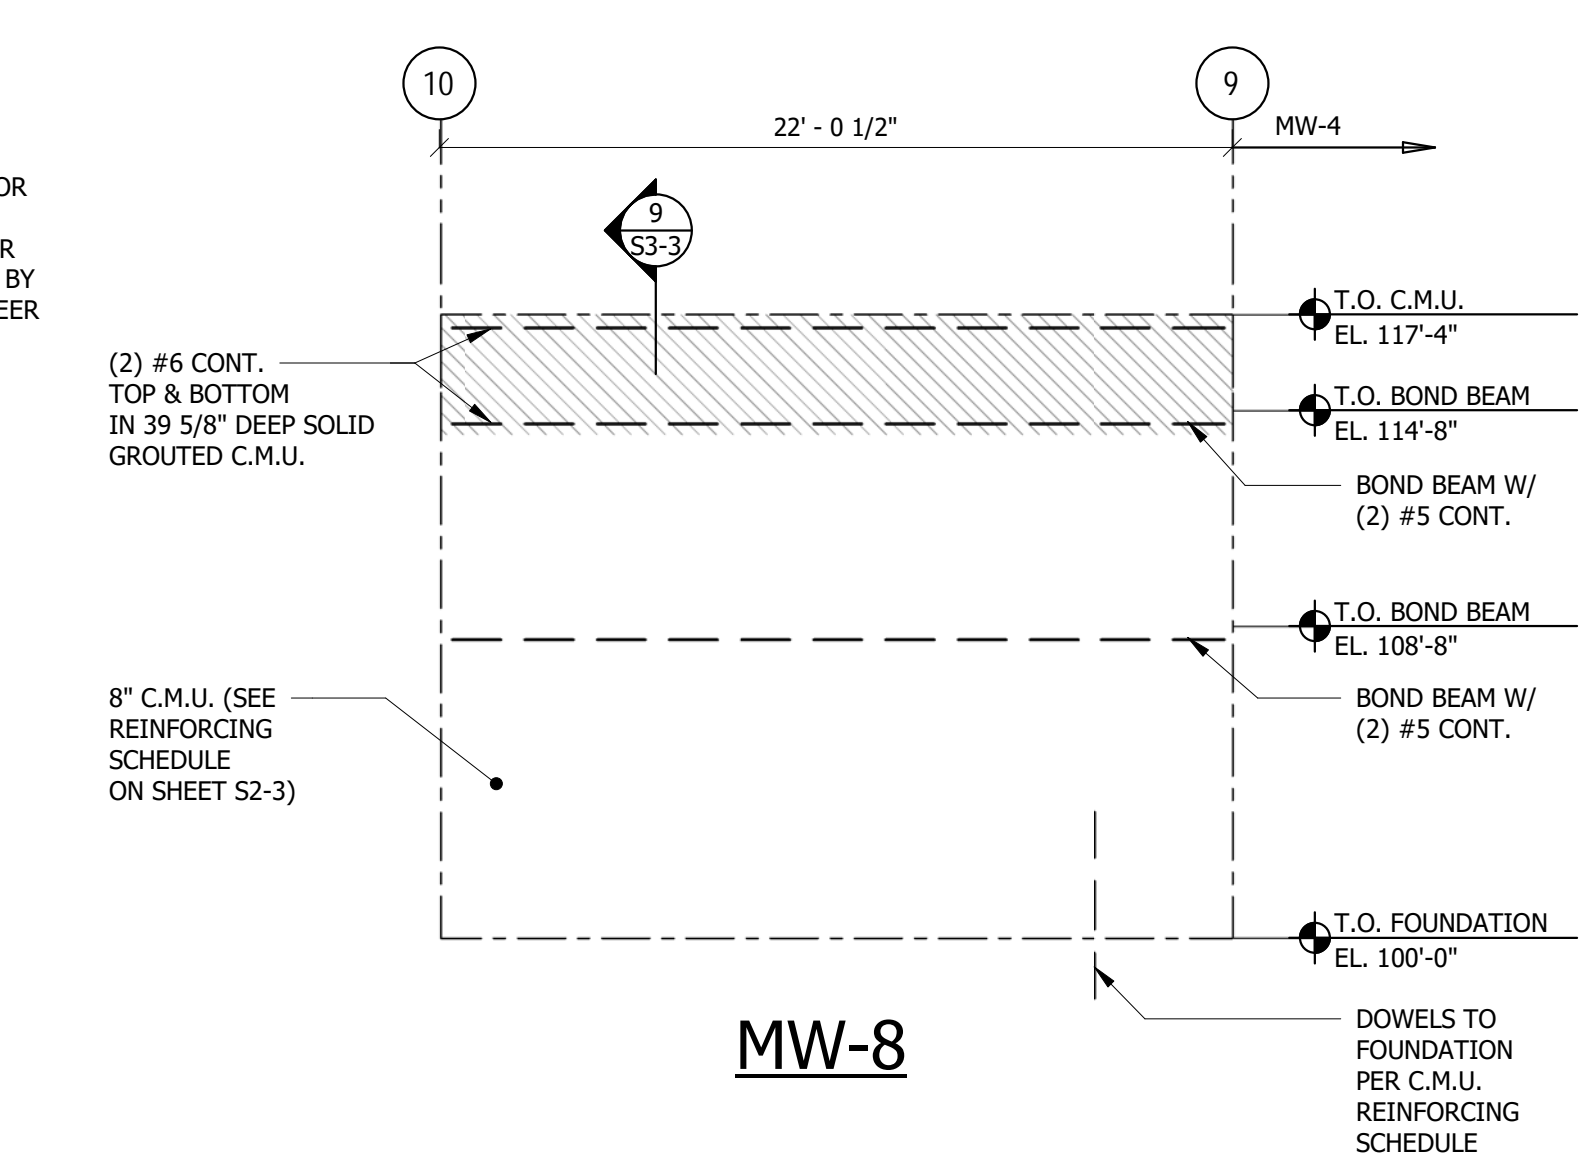 10
9
22' - 0 1/2"
MW-4
OR
R
BY
EER
9
S3-3
T.O. C.M.U.
EL. 117'-4"
(2) #6 CONT.
TOP & BOTTOM
IN 39 5/8" DEEP SOLID
GROUTED C.M.U.
T.O. BOND BEAM
EL. 114'-8"
BOND BEAM W/
(2) #5 CONT.
T.O. BOND BEAM
EL. 108'-8"
BOND BEAM W/
(2) #5 CONT.
8" C.M.U. (SEE
REINFORCING
SCHEDULE
ON SHEET S2-3)
T.O. FOUNDATION
EL. 100'-0"
DOWELS TO
FOUNDATION
PER C.M.U.
REINFORCING
SCHEDULE
MW-8